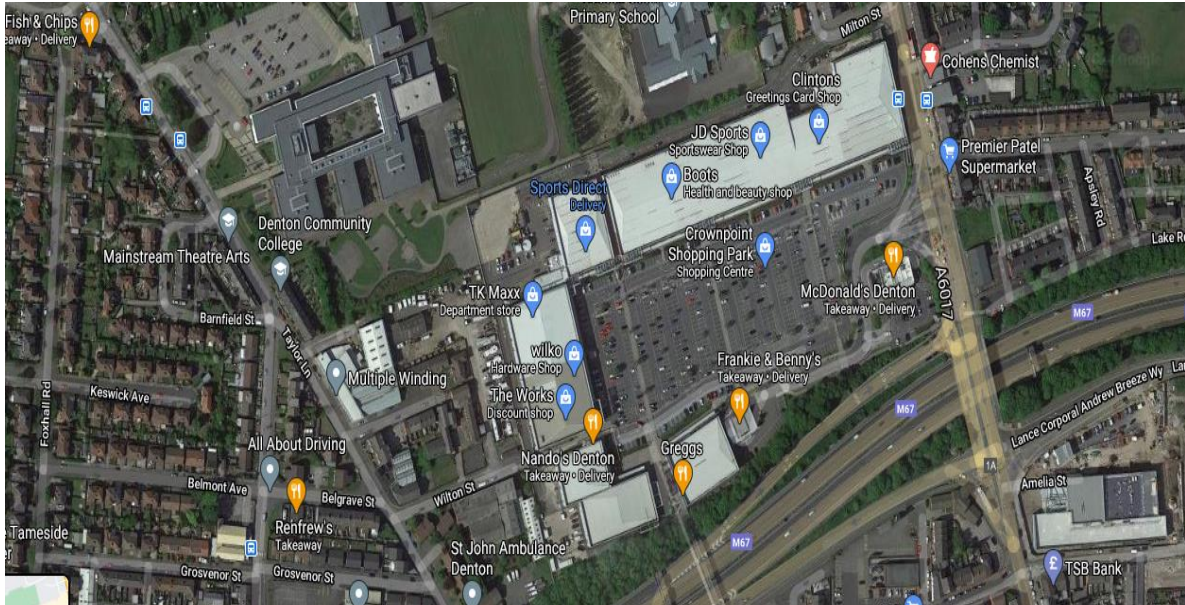 Fish & Chips
eaway • Delivery
Primary School
Milton St
Cohens Chemist
Clintons
Greetings Card Shop
JD Sports
Sportswear Shop
Premier Patel
Supermarket
Boots
Health and beauty shop
Apsley Rd
Sports Direct
Delivery
Denton Community
College
Mainstream Theatre Arts
Crownpoint
Shopping Park
Shopping Centre
Lake Ro
A6017
McDonald's Denton
Takeaway • Delivery
TK Maxx
Department store
M67
Barnfield St
Taylor Ln
wilko
Hardware Shop
Frankie & Benny's
Takeaway • Delivery
Multiple Winding
Keswick Ave
Foxhall Rd
The Works
Discount shop
M67
Lance Corporal Andrew Breeze Wy
Lan
All About Driving
Nando's Denton
Takeaway • Delivery
Greggs
1A
Belmont Ave
Belgrave St
Wilton St
Amelia St
Renfrew's
Takeaway
e Tameside
er
M67
St John Ambulance
Denton
TSB Bank
Grosvenor St
Grosvenor St